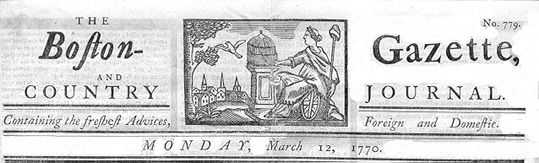 THE
No. 779.
Boſton-
Gazette,
AND
COUNTRY
JOURNAL.
Containing the freſheſt Advices,
Foreign and Domeſtic.
MONDAY, March 12, 1770.